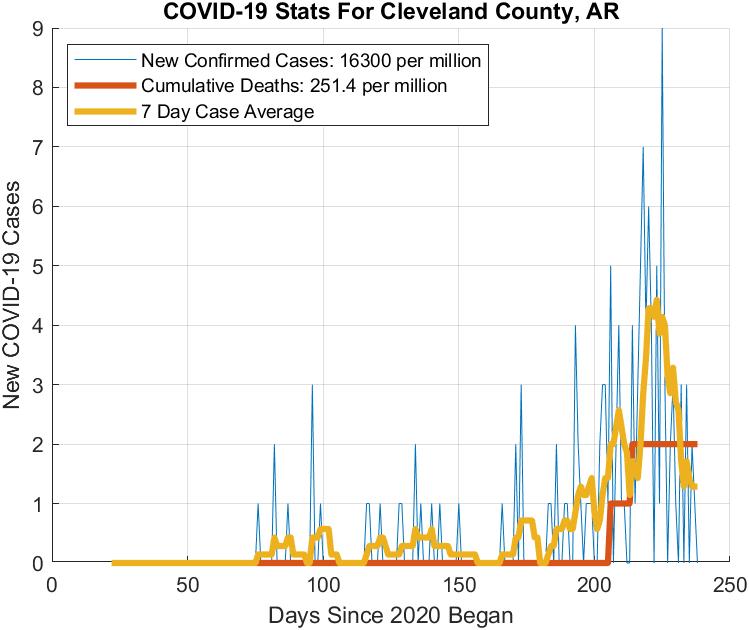 COVID-19 Stats For Cleveland County, AR
New Confirmed Cases: 16300 per million
Cumulative Deaths: 251.4 per million
7 Day Case Average
New COVID-19 Cases
9
8
7
6
5
4
3
2
1
0
0 50 100 150 200 250
Days Since 2020 Began